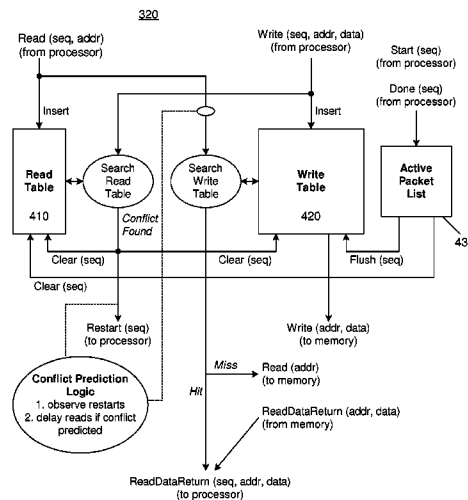 320
Read (seq, addr)
(from processor)
Write (seq, addr, data)
(from processor)
Start (seq)
(from processor)
Done (seq)
(from processor)
Insert
Insert
Read
Table
410
Search
Read
Table
Search
Write
Table
Write
Table
420
Active
Packet
List
43
Conflict
Found
Clear (seq)
Clear (seq)
Flush (seq)
Clear (seq)
Restart (seq)
(to processor)
Write (addr, data)
(to memory)
Conflict Prediction
Logic
1. observe restarts
2. delay reads if conflict
predicted
Miss
Hit
Read (addr)
(to memory)
ReadDataReturn (addr, data)
(from memory)
ReadDataReturn (seq, addr, data)
(to processor)